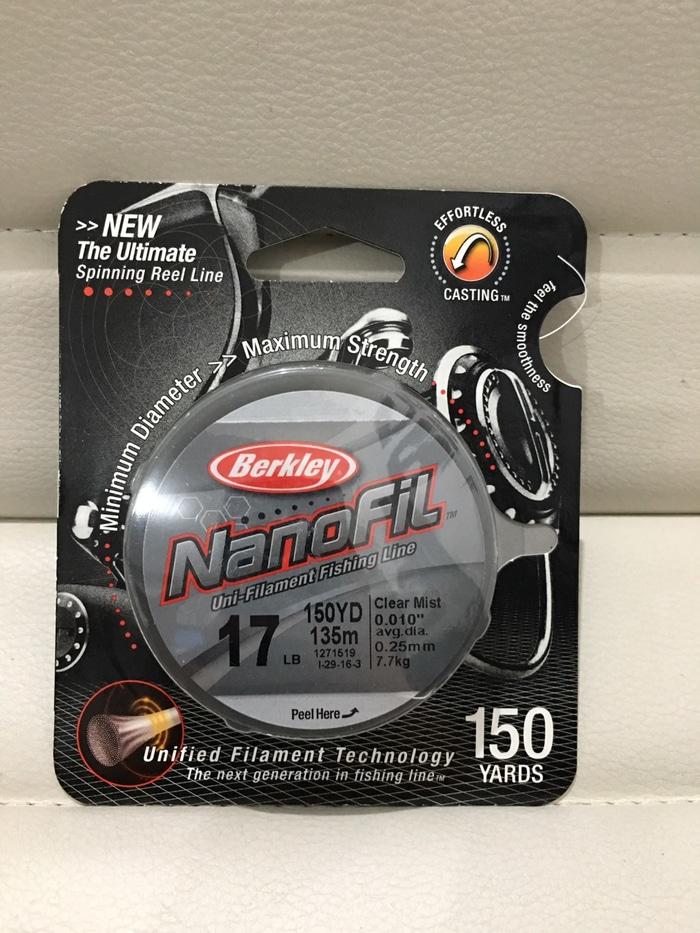 >> NEW
The Ultimate
Spinning Reel Line
EFFORTLESS
CASTING™
feel the smoothness
Minimum Diameter >> Maximum Strength
Berkley
NanoFil™
Uni-Filament Fishing Line
17 LB
150YD
135m
1271519
I-29-16-3
Clear Mist
0.010"
avg.dia.
0.25mm
7.7kg
Peel Here
150
YARDS
Unified Filament Technology
The next generation in fishing line™